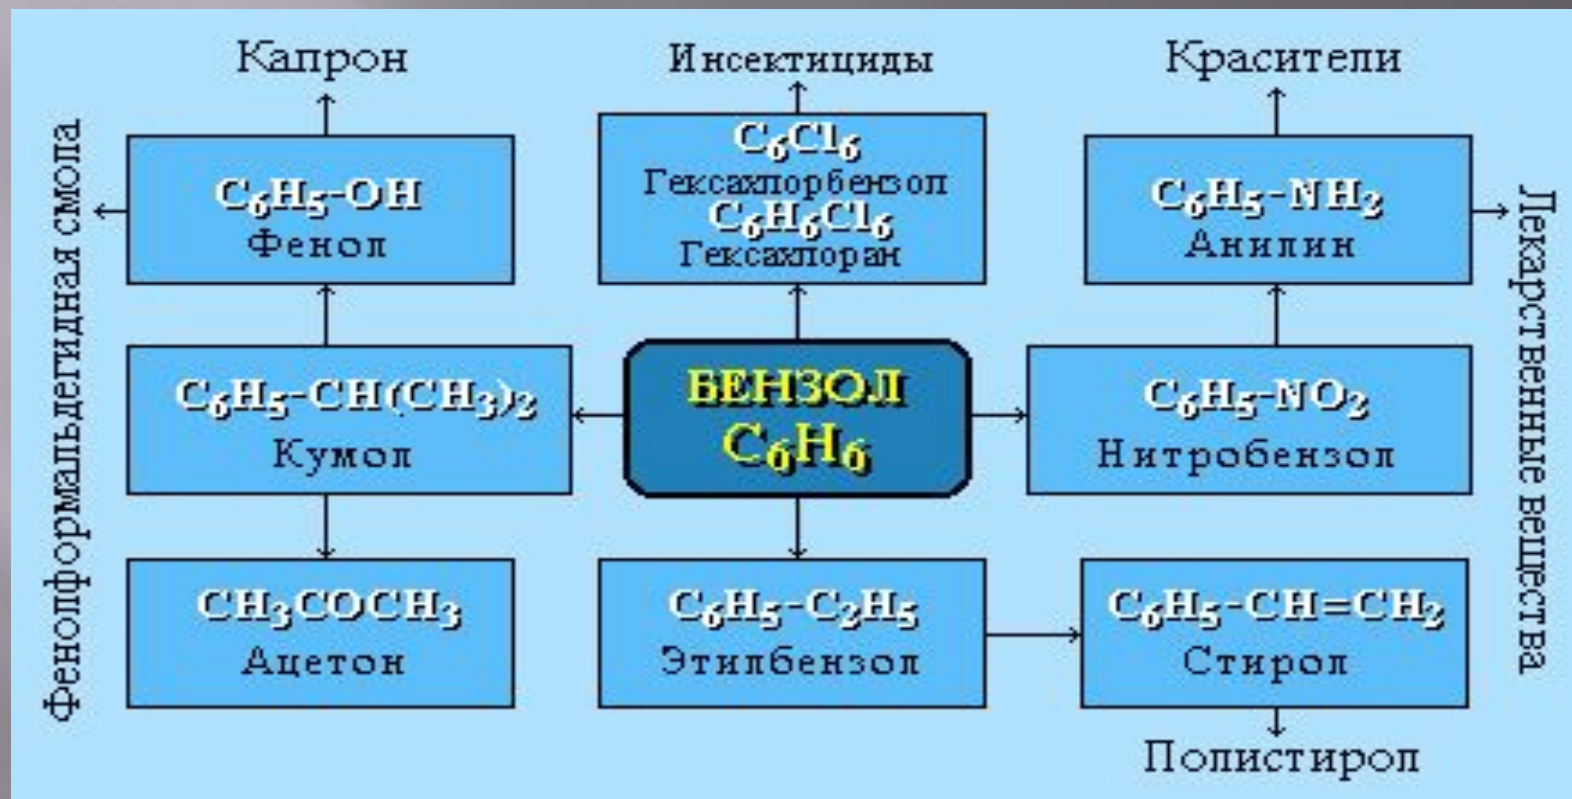 Капрон
Инсектициды
Красители
Фенолформальдегидная смола
C₆H₅-OH
Фенол
C₆Cl₆
Гексахлорбензол
C₆H₆Cl₆
Гексахлоран
C₆H₅-NH₂
Анилин
Лекарственные вещества
C₆H₅-CH(CH₃)₂
Кумол
БЕНЗОЛ
C₆H₆
C₆H₅-NO₂
Нитробензол
CH₃COCH₃
Ацетон
C₆H₅-C₂H₅
Этилбензол
C₆H₅-CH=CH₂
Стирол
Полистирол